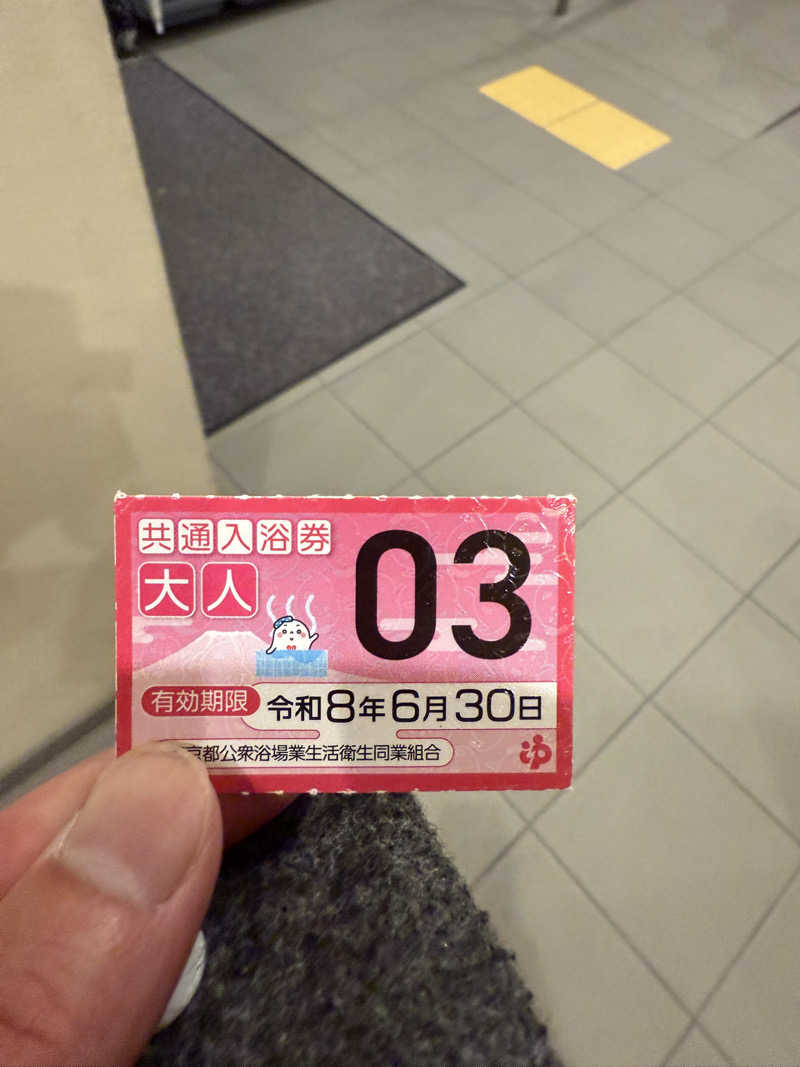 共通入浴券
大人
03
有効期限 令和8年6月30日
京都公衆浴場業生活衛生同業組合
ゆ